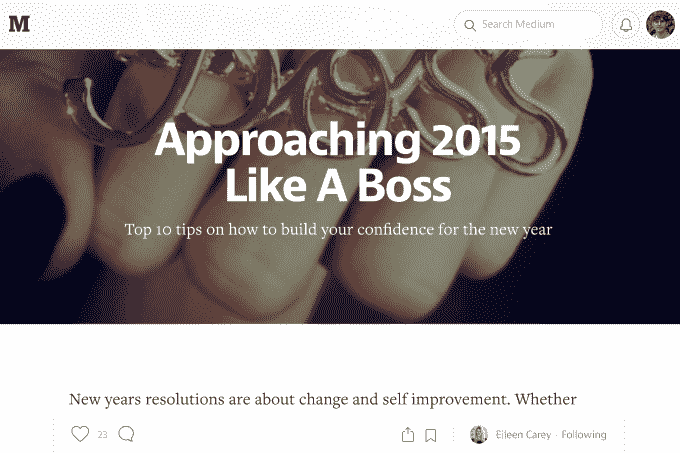 M
Search Medium
Boss
Approaching 2015
Like A Boss
Top 10 tips on how to build your confidence for the new year
New years resolutions are about change and self improvement. Whether
23
Eileen Carey · Following